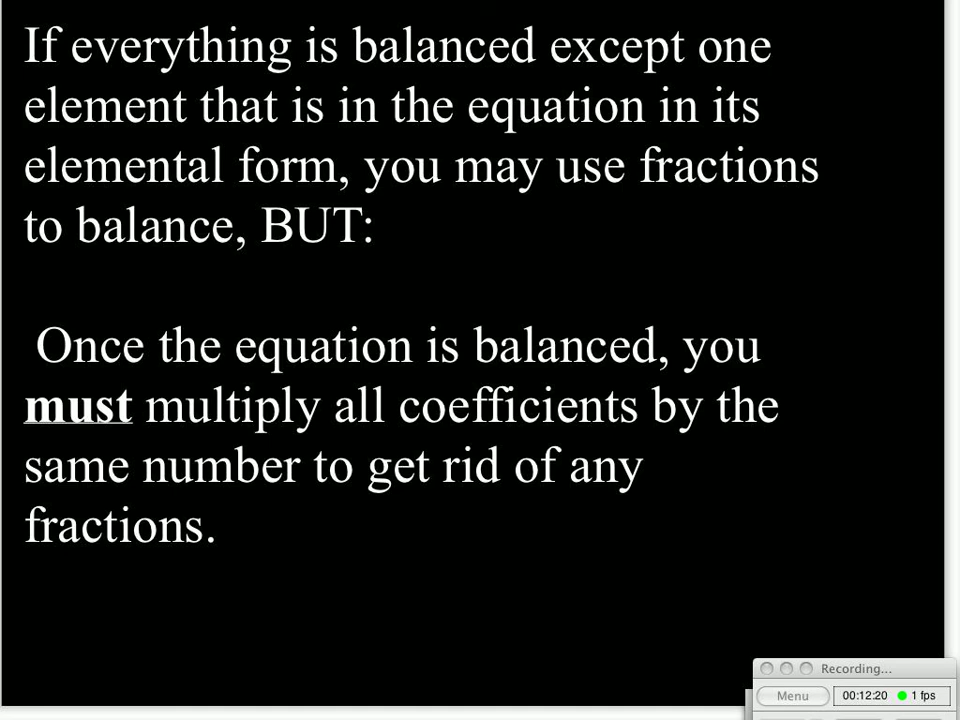 If everything is balanced except one
element that is in the equation in its
elemental form, you may use fractions
to balance, BUT:
Once the equation is balanced, you
must multiply all coefficients by the
same number to get rid of any
fractions.
Recording...
Menu
00:12:20 1 fps